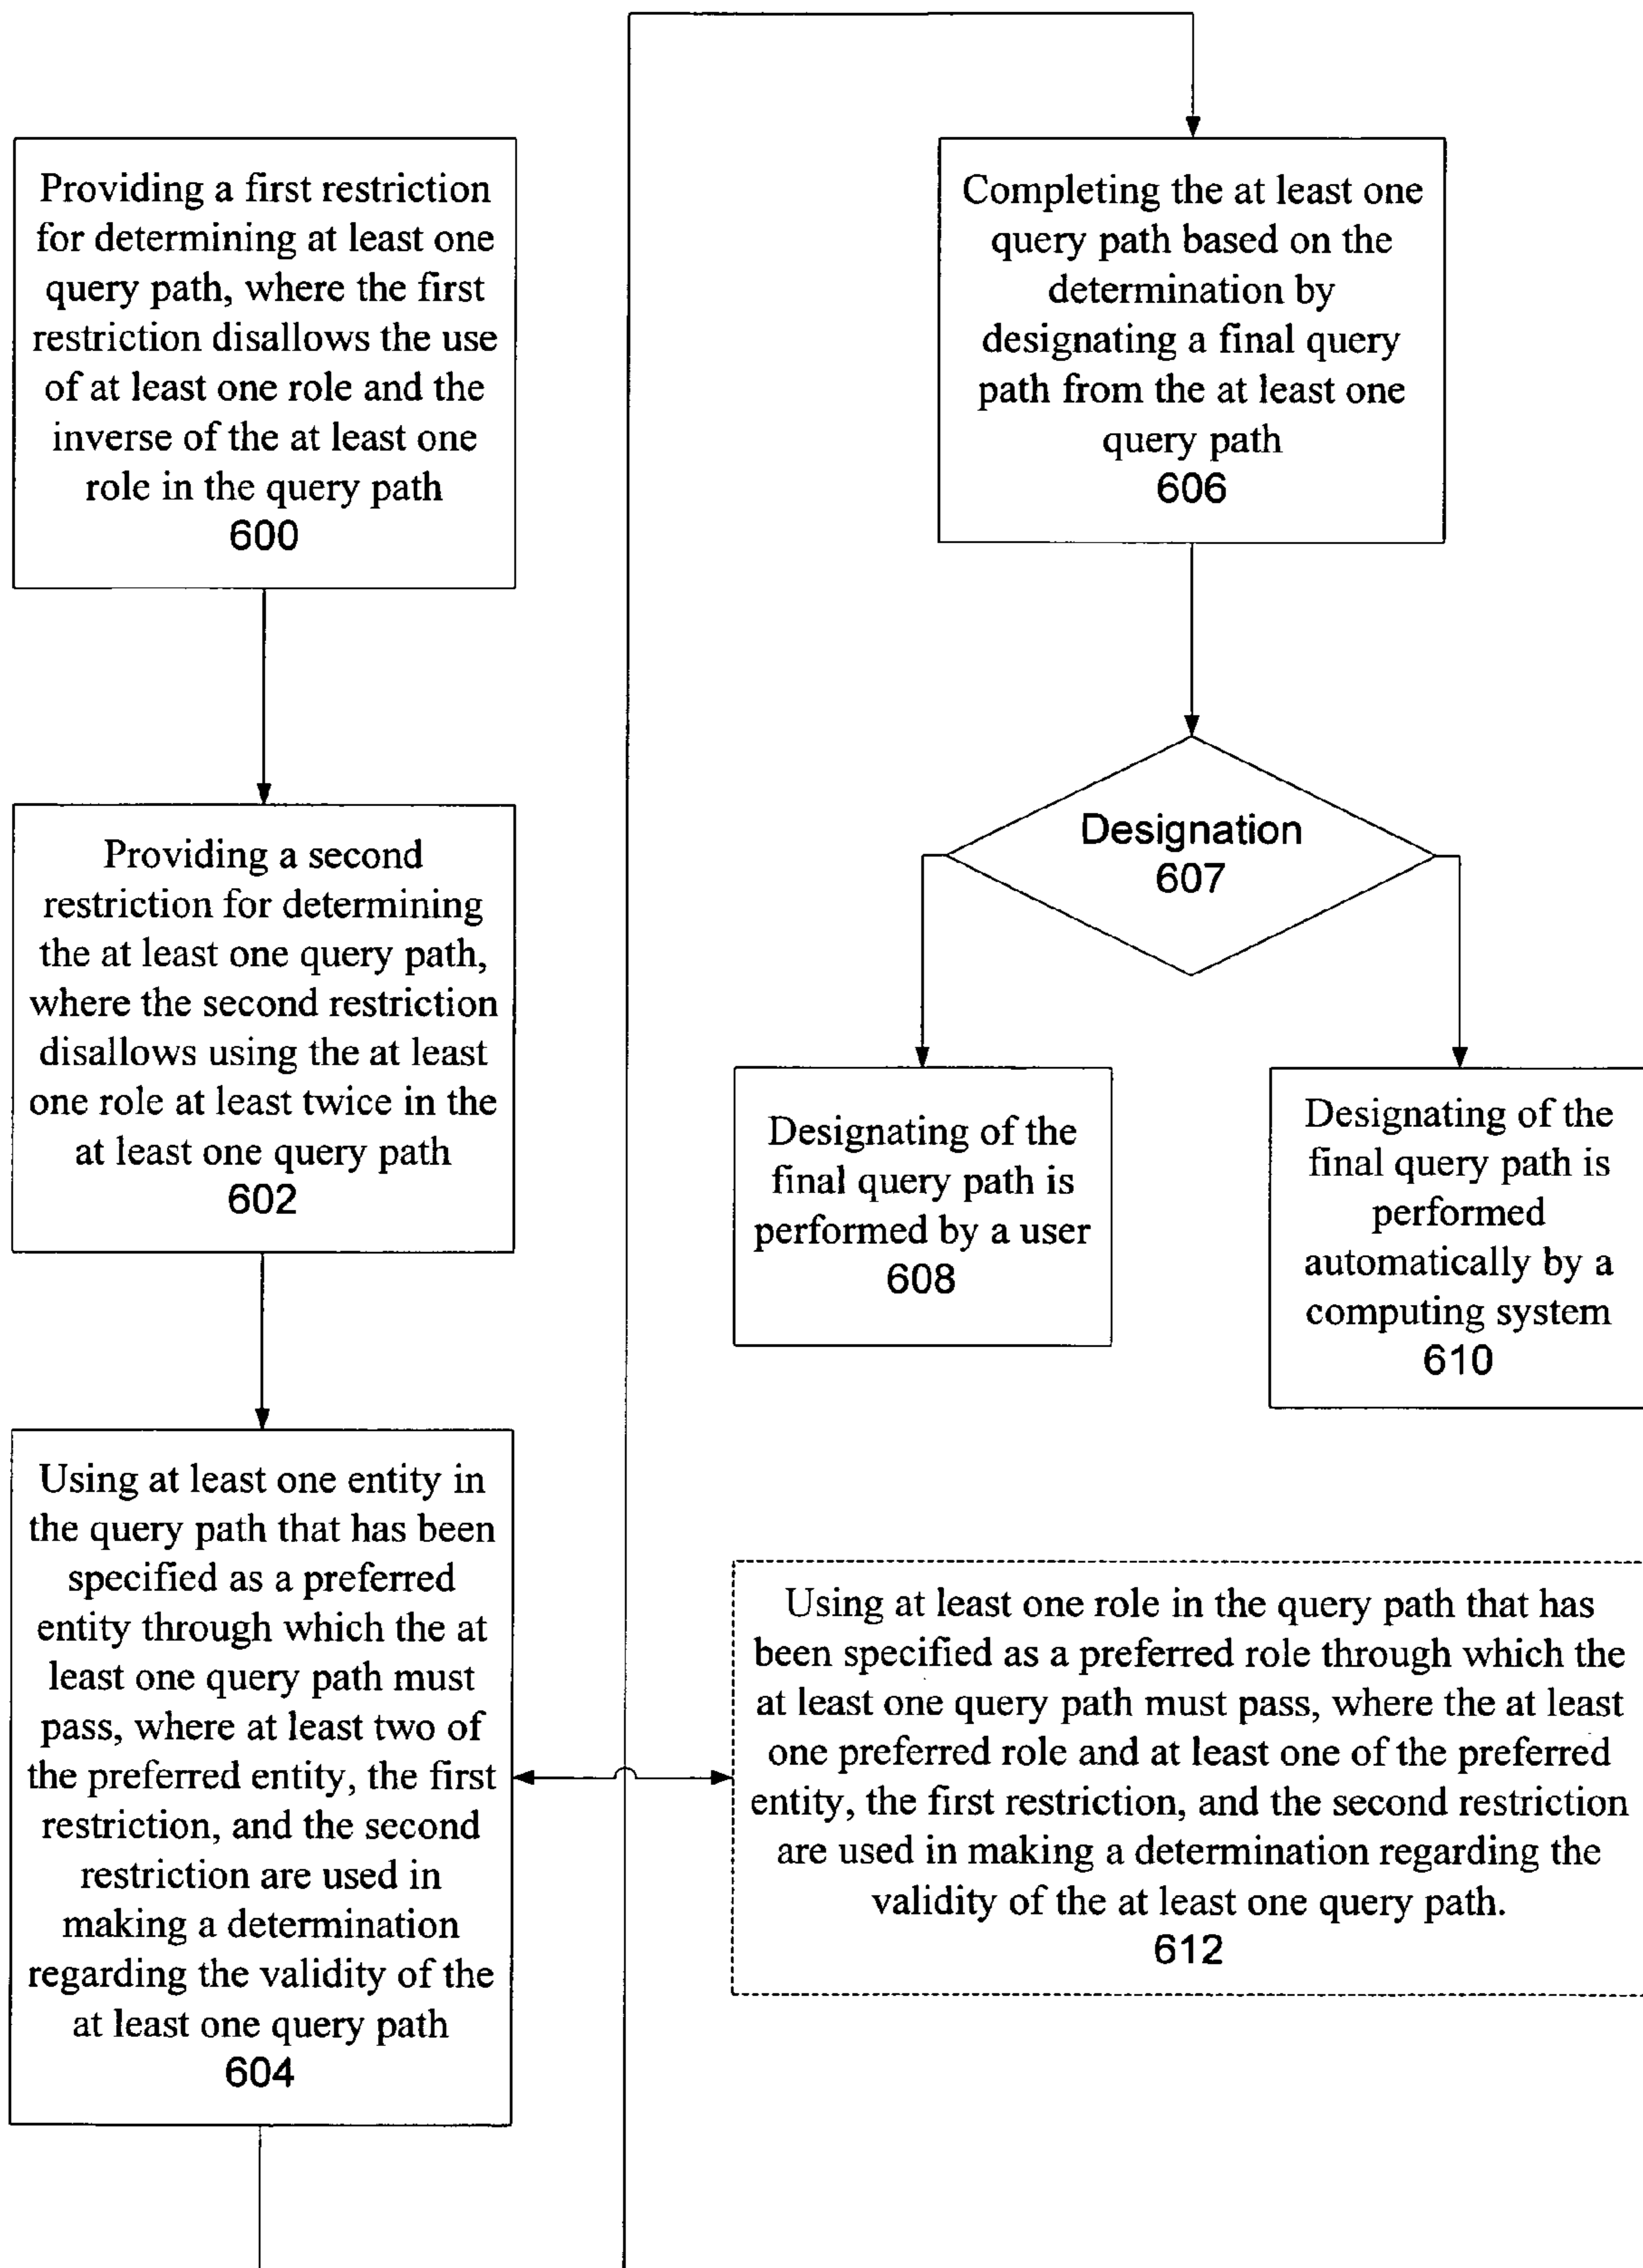 Providing a first restriction
for determining at least one
query path, where the first
restriction disallows the use
of at least one role and the
inverse of the at least one
role in the query path
600
Providing a second
restriction for determining
the at least one query path,
where the second restriction
disallows using the at least
one role at least twice in the
at least one query path
602
Using at least one entity in
the query path that has been
specified as a preferred
entity through which the at
least one query path must
pass, where at least two of
the preferred entity, the first
restriction, and the second
restriction are used in
making a determination
regarding the validity of the
at least one query path
604
Completing the at least one
query path based on the
determination by
designating a final query
path from the at least one
query path
606
Designation
607
Designating of the
final query path is
performed by a user
608
Designating of the
final query path is
performed
automatically by a
computing system
610
Using at least one role in the query path that has
been specified as a preferred role through which the
at least one query path must pass, where the at least
one preferred role and at least one of the preferred
entity, the first restriction, and the second restriction
are used in making a determination regarding the
validity of the at least one query path.
612